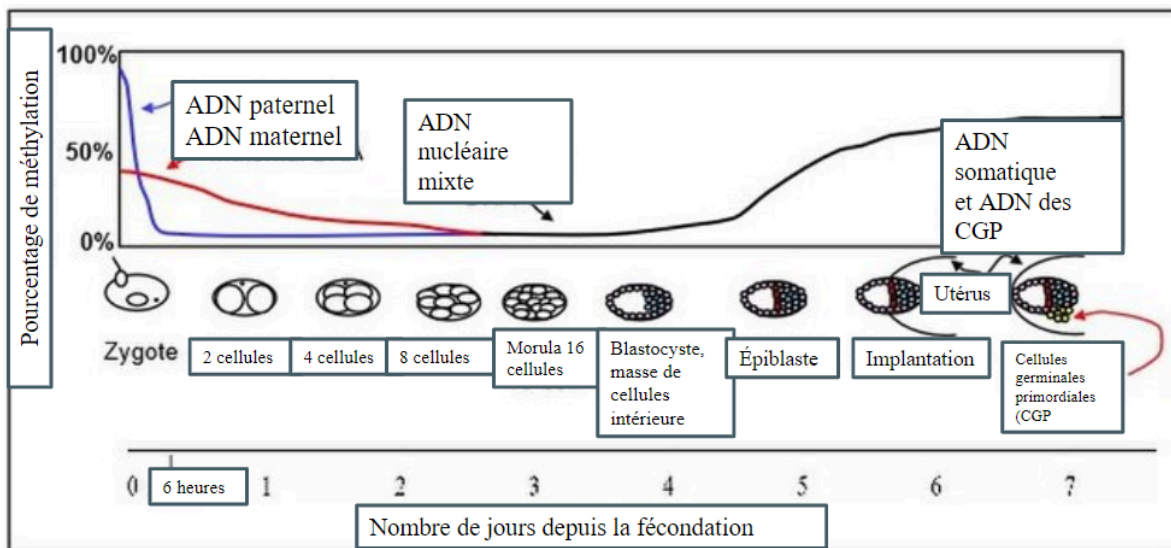 Pourcentage de méthylation
100%
50%
0%
ADN paternel
ADN maternel
ADN
nucléaire
mixte
ADN
somatique
et ADN des
CGP
Utérus
Zygote
2 cellules
4 cellules
8 cellules
Morula 16
cellules
Blastocyste,
masse de
cellules
intérieure
Épiblaste
Implantation
Cellules
germinales
primordiales
(CGP
0
6 heures
1
2
3
4
5
6
7
Nombre de jours depuis la fécondation